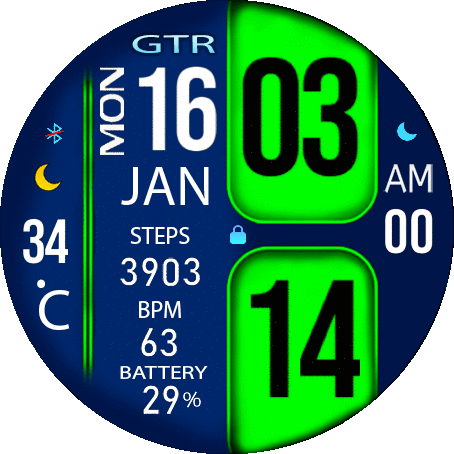 GTR
MON 16
JAN
STEPS
3903
BPM
63
BATTERY
29%
03
14
AM
00
34
°C